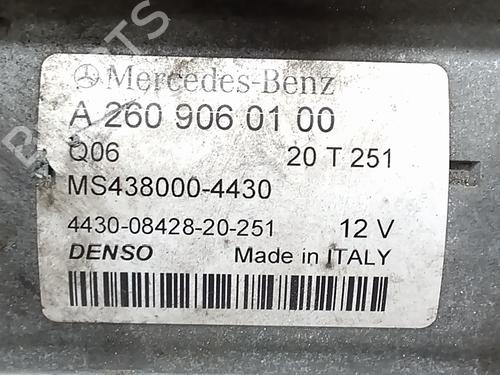 Mercedes-Benz
A 260 906 01 00
Q06 20 T 251
MS438000-4430
4430-08428-20-251 12 V
DENSO Made in ITALY